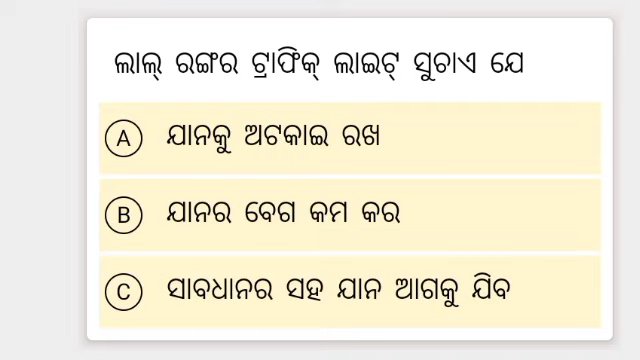 ଲାଲ୍ ରଙ୍ଗର ଟ୍ରାଫିକ୍ ଲାଇଟ୍ ସୁଚାଏ ଯେ
A ଯାନକୁ ଅଟକାଇ ରଖ
B ଯାନର ବେଗ କମ କର
C ସାବଧାନର ସହ ଯାନ ଆଗକୁ ଯିବ